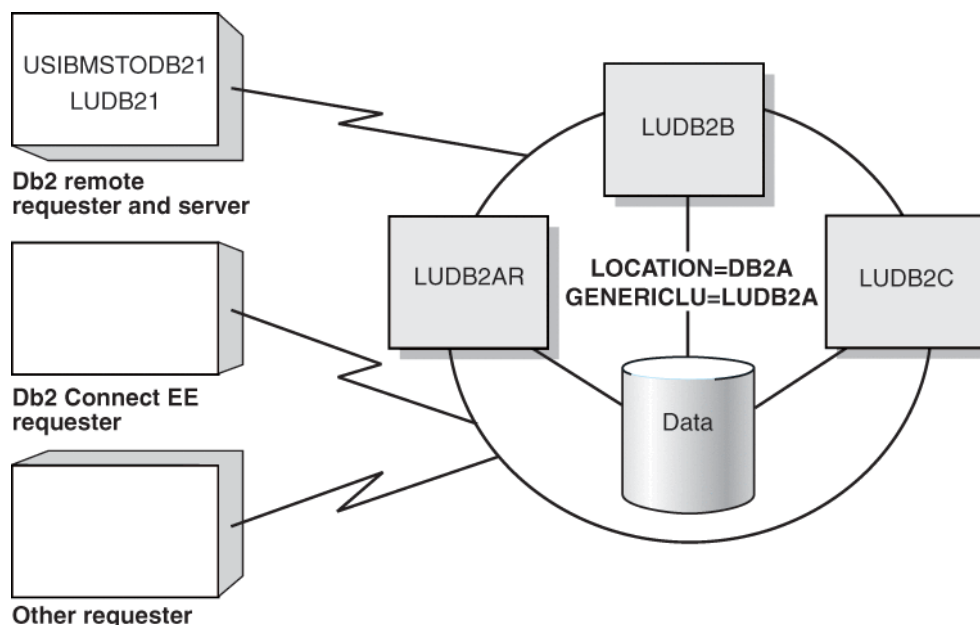 USIBMSTODB21
LUDB21
Db2 remote
requester and server
Db2 Connect EE
requester
Other requester
LUDB2B
LUDB2AR
LOCATION=DB2A
GENERICLU=LUDB2A
LUDB2C
Data